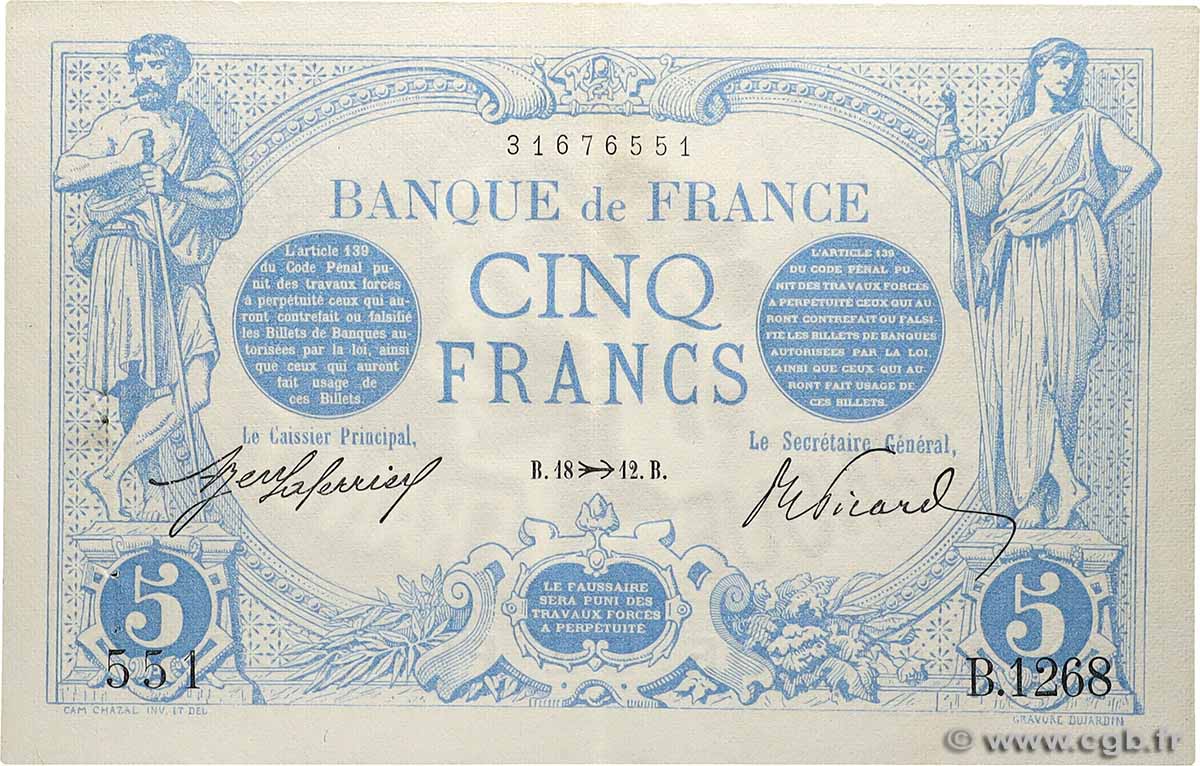 31676551
BANQUE de FRANCE
CINQ
FRANCS
L'article 139
du Code Pénal pu-
nit des travaux forcés
à perpétuité ceux qui au-
ront contrefait ou falsifié
les Billets de Banques au-
torisées par la loi, ainsi
que ceux qui auront
fait usage de
ces Billets.
L'ARTICLE 139
DU CODE PÉNAL PU-
NIT DES TRAVAUX FORCÉS
A PERPÉTUITÉ CEUX QUI AU
RONT CONTREFAIT OU FALSI-
FIÉ LES BILLETS DE BANQUES
AUTORISÉES PAR LA LOI,
AINSI QUE CEUX QUI AU-
RONT FAIT USAGE DE
CES BILLETS.
Le Caissier Principal,
Le Secrétaire Général,
B. 18 12. B.
Picard
LE FAUSSAIRE
SERA PUNI DES
TRAVAUX FORCÉS
A PERPÉTUITÉ
5
5
551
B.1268
CAM CHAZAL INV. ET DEL
GRAVURE DUJARDIN
© www.cgb.fr